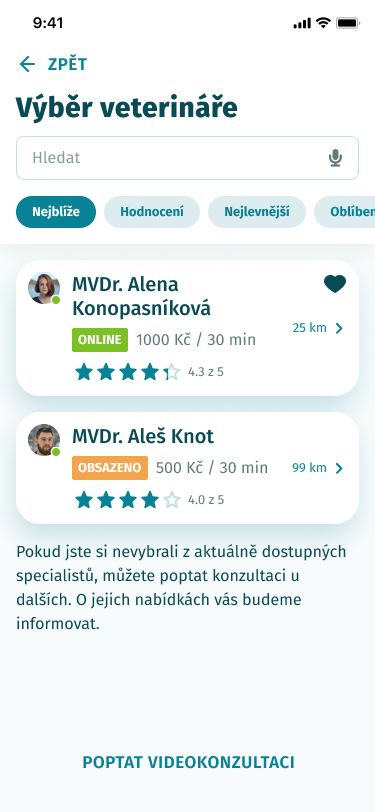 9:41
ZPĚT
Výběr veterináře
Hledat
Nejblíže
Hodnocení
Nejlevnější
Oblíben
MVDr. Alena
Konopasníková
25 km
ONLINE 1000 Kč / 30 min
4.3 z 5
MVDr. Aleš Knot
OBSAZENO 500 Kč / 30 min
99 km
4.0 z 5
Pokud jste si nevybrali z aktuálně dostupných
specialistů, můžete poptat konzultaci u
dalších. O jejich nabídkách vás budeme
informovat.
POPTAT VIDEOKONZULTACI